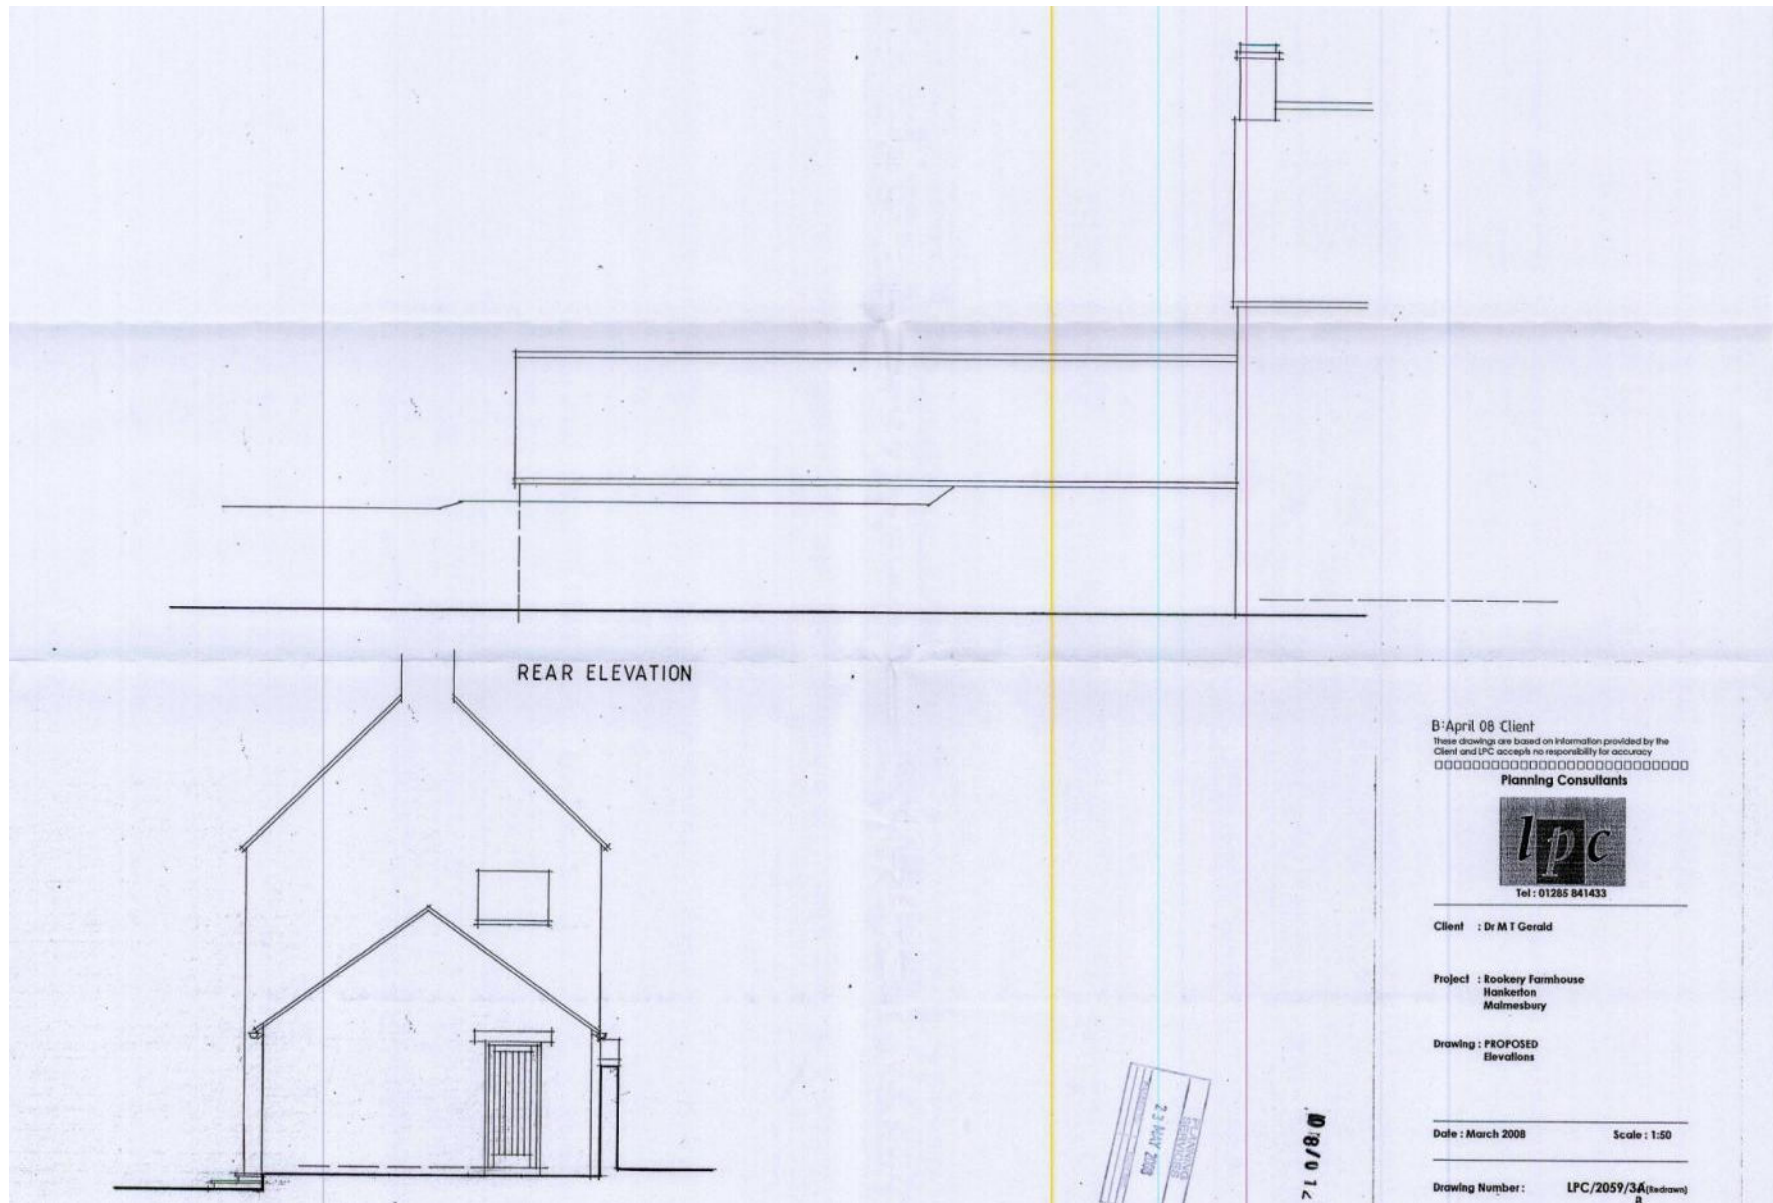 REAR ELEVATION
B:April 08 Client
These drawings are based on information provided by the
Client and LPC accepts no responsibility for accuracy
Planning Consultants
lpc
Tel : 01285 841433
Client : Dr M T Gerald
Project : Rookery Farmhouse
Hankerton
Malmesbury
Drawing : PROPOSED
Elevations
Date : March 2008 Scale : 1:50
Drawing Number : LPC/2059/3A (Redrawn)
B
23 MAY 2008
08/01